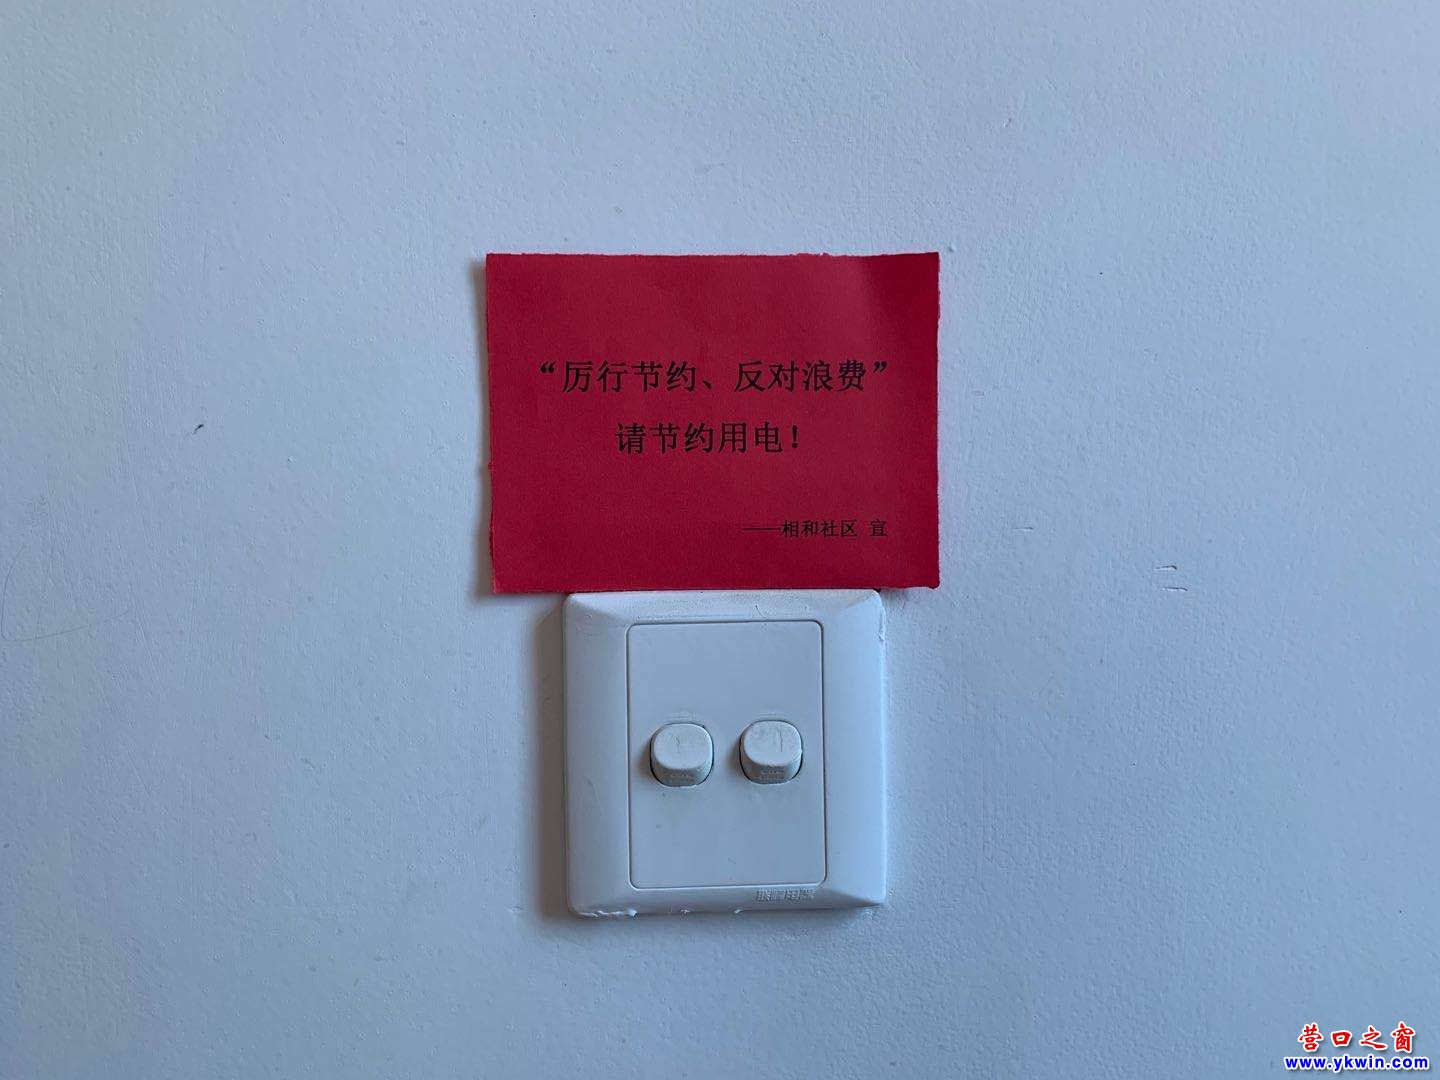 “厉行节约、反对浪费”
请节约用电！
——相和社区 宣
营口之窗
www.ykwin.com